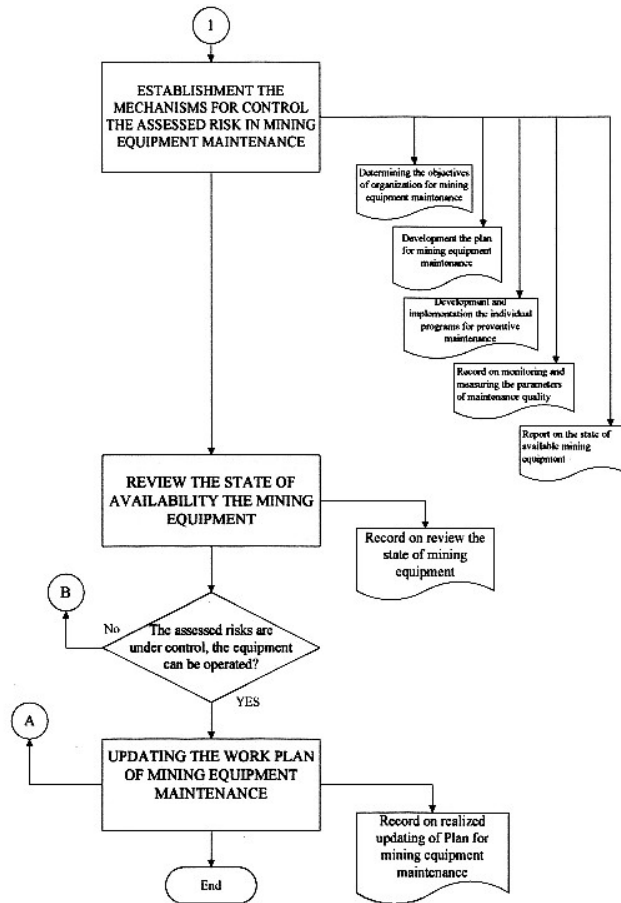 1
ESTABLISHMENT THE
MECHANISMS FOR CONTROL
THE ASSESSED RISK IN MINING
EQUIPMENT MAINTENANCE
Determining the objectives
of organization for mining
equipment maintenance
Development the plan
for mining equipment
maintenance
Development and
implementation the individual
programs for preventive
maintenance
Record on monitoring and
measuring the parameters
of maintenance quality
Report on the state of
available mining
equipment
REVIEW THE STATE OF
AVAILABILITY THE MINING
EQUIPMENT
Record on review the
state of mining
equipment
B
No
The assessed risks are
under control, the equipment
can be operated?
YES
A
UPDATING THE WORK PLAN
OF MINING EQUIPMENT
MAINTENANCE
Record on realized
updating of Plan for
mining equipment
maintenance
End